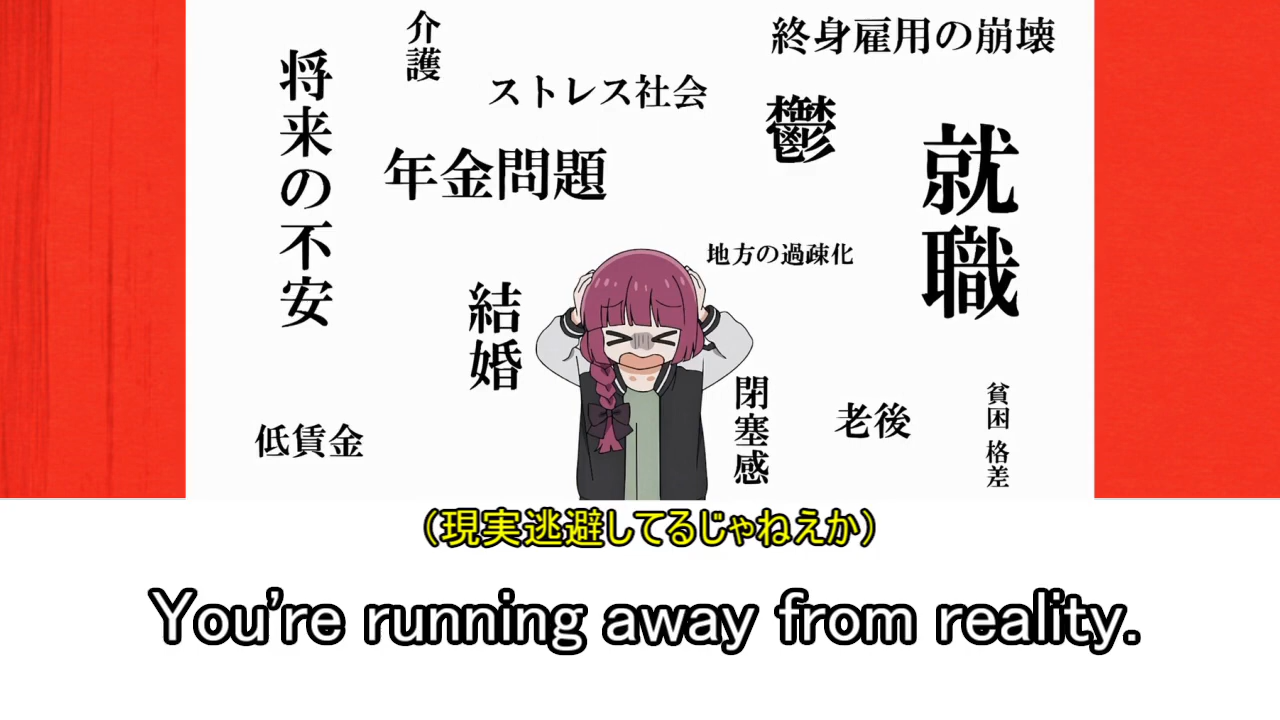 介護
終身雇用の崩壊
将来の不安
ストレス社会
鬱
年金問題
就職
地方の過疎化
結婚
閉塞感
老後
貧困 格差
低賃金
（現実逃避してるじゃねえか）
You're running away from reality.